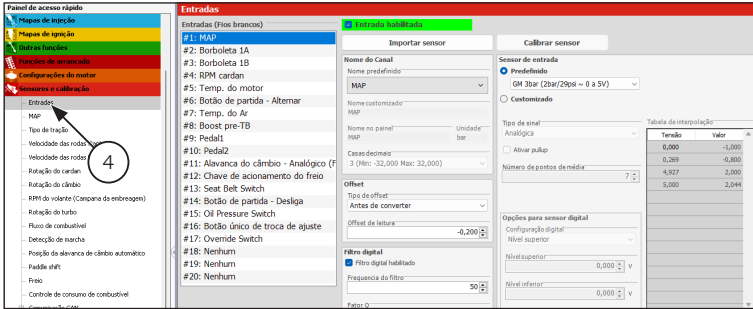 Painel de acesso rápido
Mapas de injeção
Mapas de ignição
Outras funções
Funções de arrancada
Configurações do motor
Sensores e calibração
Entradas
MAP
Tipo de tração
Velocidade das rodas
Velocidade das rodas
Rotação do cardan
Rotação do câmbio
RPM do volante (Campana da embreagem)
Rotação do turbo
Fluxo de combustível
Detecção de marcha
Posição da alavanca de câmbio automático
Paddle shift
Freio
Controle de consumo de combustível
Comunicação CAN
4
Entradas
Entradas (Fios brancos)
#1: MAP
#2: Borboleta 1A
#3: Borboleta 1B
#4: RPM cardan
#5: Temp. do motor
#6: Botão de partida - Alternar
#7: Temp. do Ar
#8: Boost pre-TB
#9: Pedal1
#10: Pedal2
#11: Alavanca do câmbio - Analógico (F
#12: Chave de acionamento do freio
#13: Seat Belt Switch
#14: Botão de partida - Desliga
#15: Oil Pressure Switch
#16: Botão único de troca de ajuste
#17: Override Switch
#18: Nenhum
#19: Nenhum
#20: Nenhum
Entrada habilitada
Importar sensor
Calibrar sensor
Nome do Canal
Nome predefinido
MAP
Nome customizado
MAP
Nome no painel Unidade
MAP bar
Casas decimais
3 (Min: -32,000 Max: 32,000)
Offset
Tipo de offset
Antes de converter
Offset de leitura
-0,200
Filtro digital
Filtro digital habilitado
Frequencia do filtro
50
Fator Q
Sensor de entrada
Predefinido
GM 3bar (2bar/29psi ~ 0 a 5V)
Customizado
Tipo de sinal
Analógica
Ativar pullup
Número de pontos de média
7
Opções para sensor digital
Configuração digital
Nível superior
Nível superior
0,000 v
Nível inferior
0,000 v
Tabela de interpolação
Tensão Valor
0,000 -1,000
0,269 -0,800
4,927 2,000
5,000 2,044